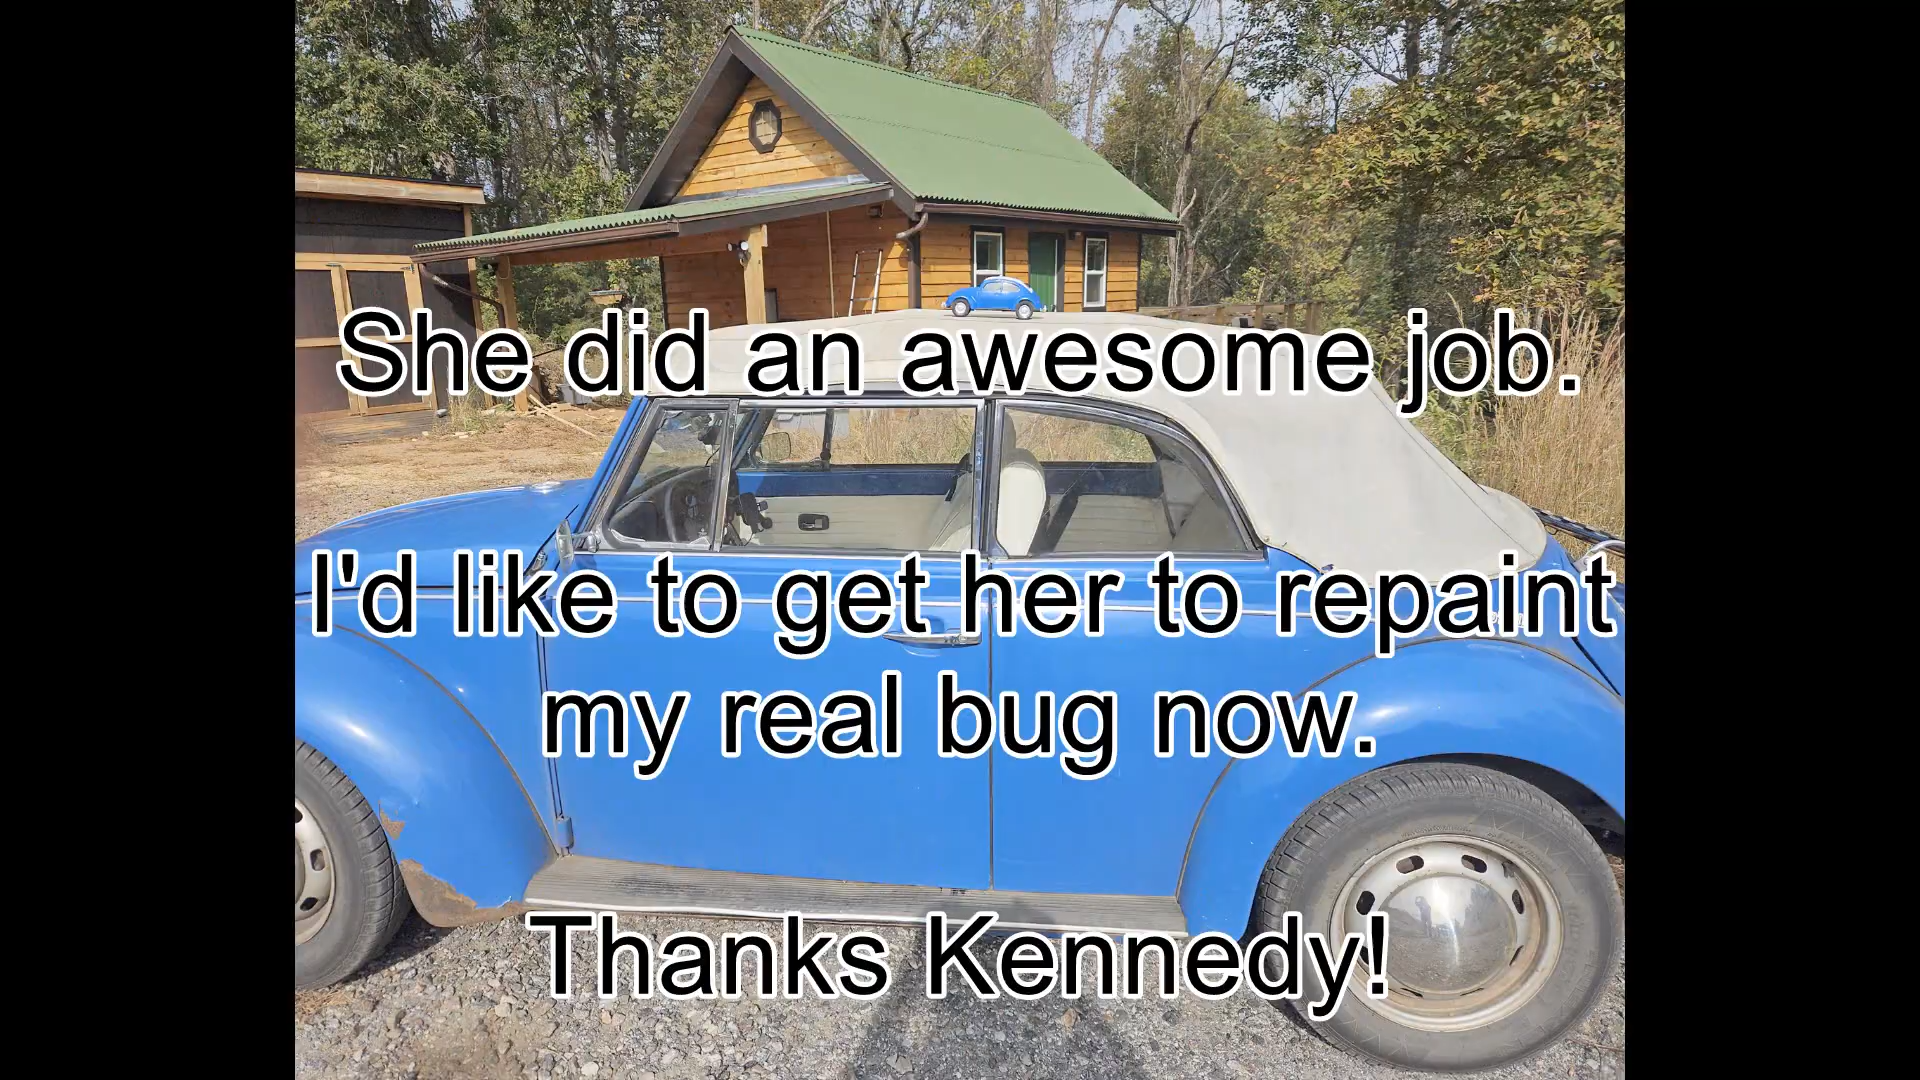 She did an awesome job.
I'd like to get her to repaint
my real bug now.
Thanks Kennedy!